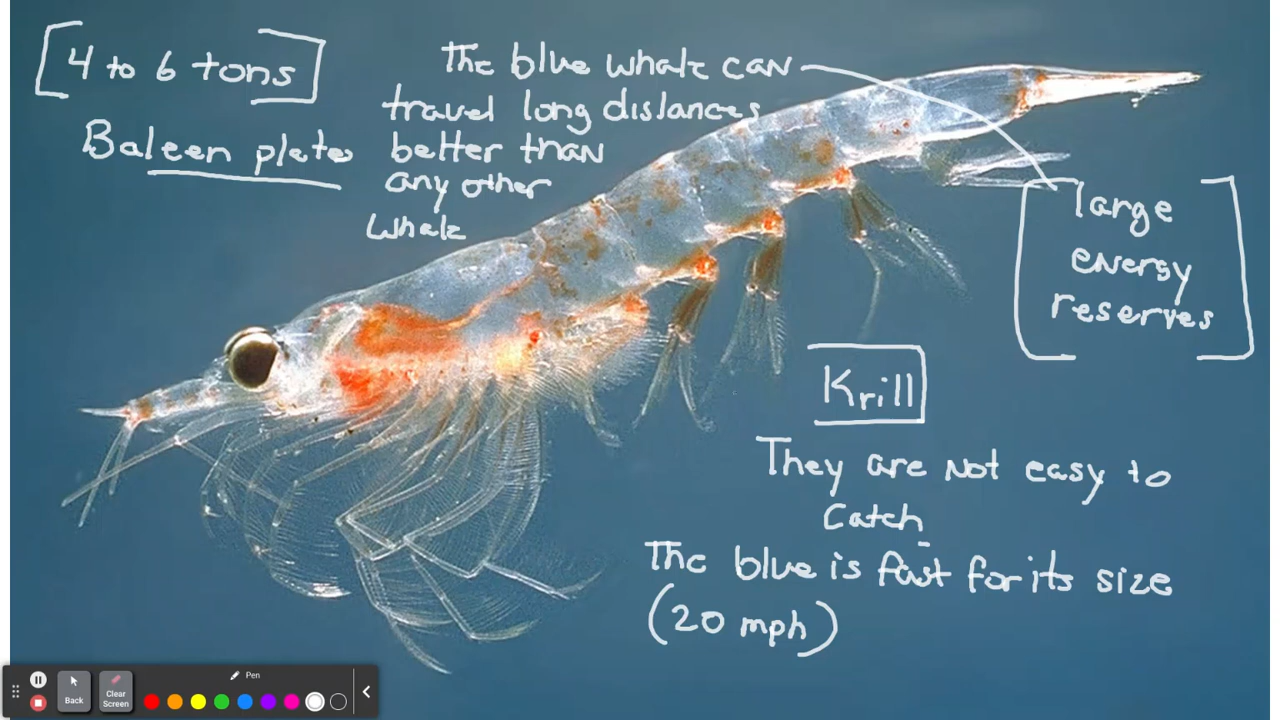 4 to 6 tons
Baleen plates
The blue whale can
travel long distances
better than
any other
whale
large
energy
reserves
Krill
They are not easy to
catch
The blue is fast for its size
(20 mph)
Pen
Back
Clear
Screen